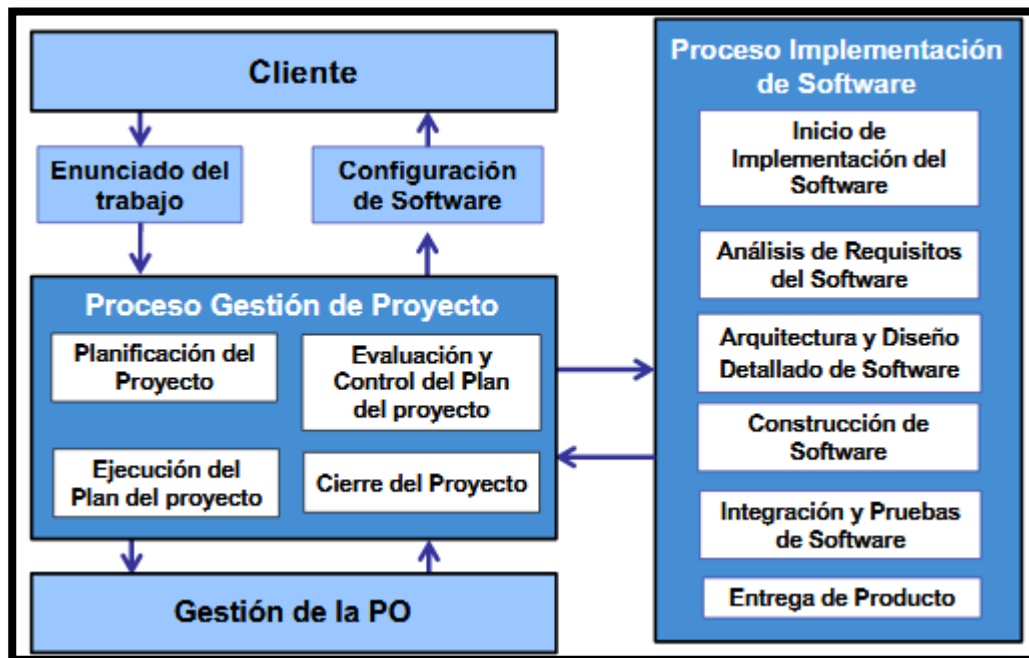 Cliente
Enunciado del
trabajo
Configuración
de Software
Proceso Gestión de Proyecto
Planificación del
Proyecto
Evaluación y
Control del Plan
del proyecto
Ejecución del
Plan del proyecto
Cierre del Proyecto
Gestión de la PO
Proceso Implementación
de Software
Inicio de
Implementación del
Software
Análisis de Requisitos
del Software
Arquitectura y Diseño
Detallado de Software
Construcción de
Software
Integración y Pruebas
de Software
Entrega de Producto